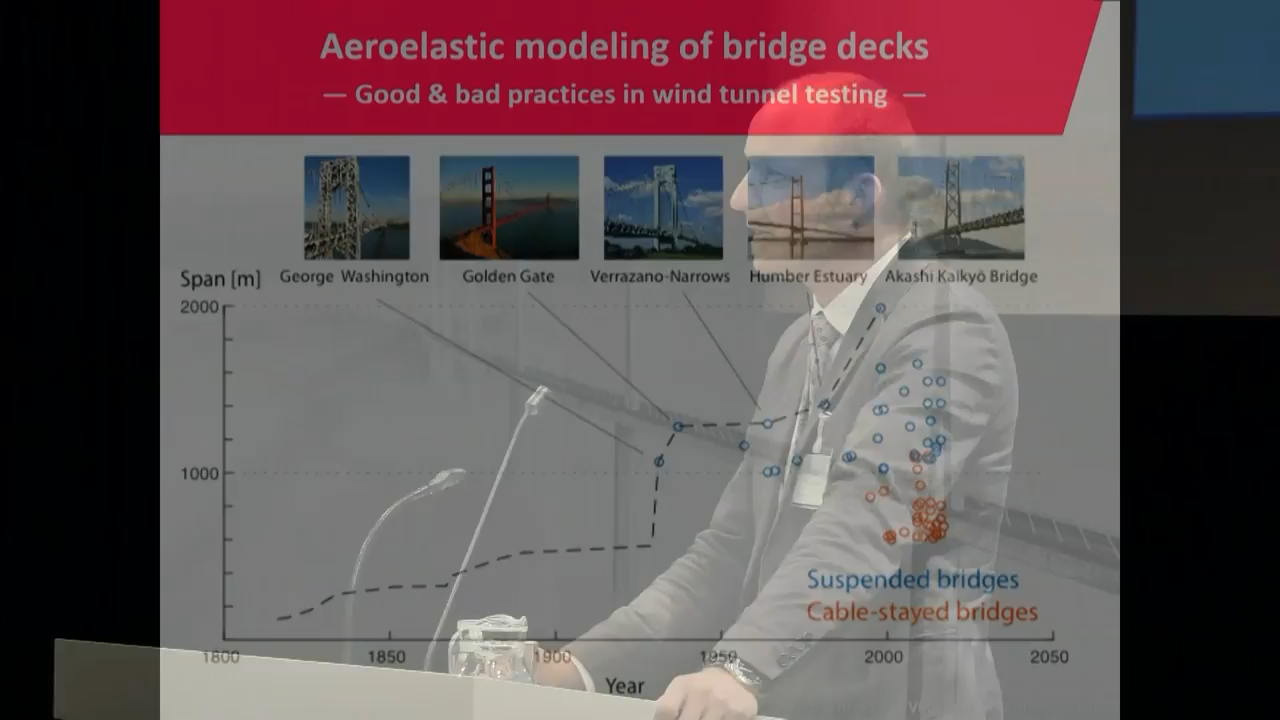 Aeroelastic modeling of bridge decks
— Good & bad practices in wind tunnel testing —
Span [m]
George Washington
Golden Gate
Verrazano-Narrows
Humber Estuary
Akashi Kaikyō Bridge
2000
1000
Suspended bridges
Cable-stayed bridges
1800
1850
1900
1950
2000
2050
Year